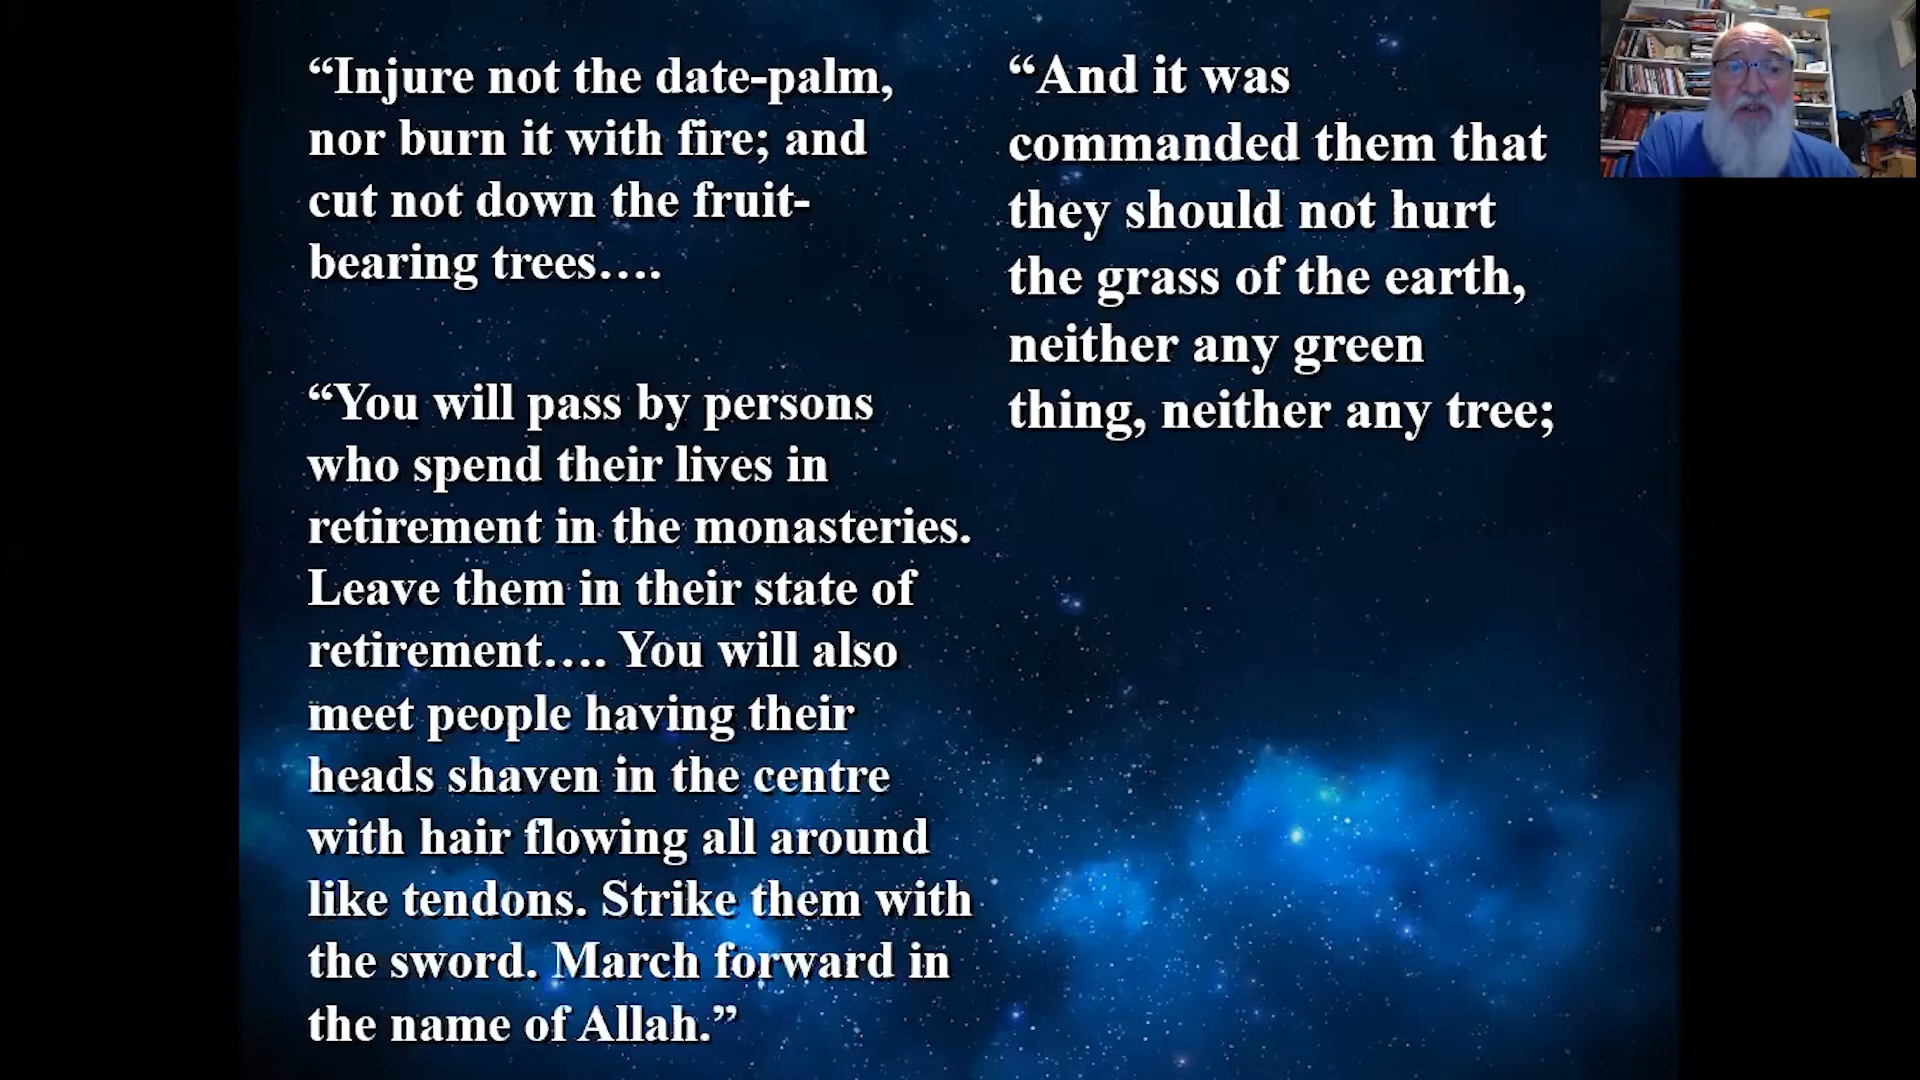 “Injure not the date-palm,
nor burn it with fire; and
cut not down the fruit-
bearing trees….
“You will pass by persons
who spend their lives in
retirement in the monasteries.
Leave them in their state of
retirement…. You will also
meet people having their
heads shaven in the centre
with hair flowing all around
like tendons. Strike them with
the sword. March forward in
the name of Allah.”
“And it was
commanded them that
they should not hurt
the grass of the earth,
neither any green
thing, neither any tree;